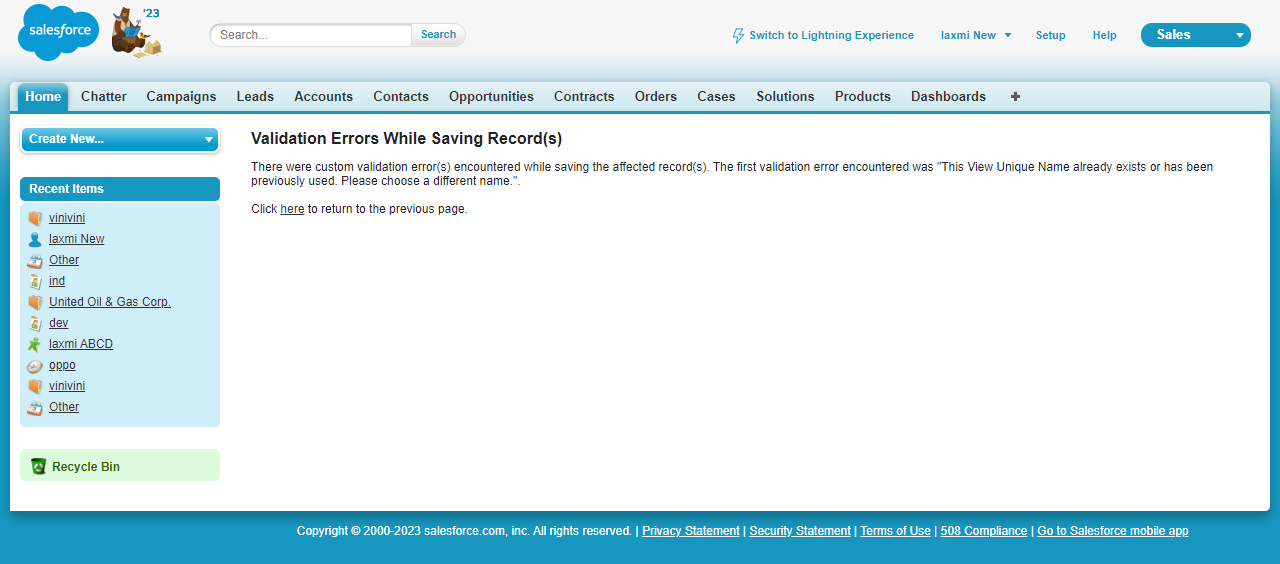 salesforce
'23
Search...
Search
Switch to Lightning Experience
laxmi New
Setup
Help
Sales
Home Chatter Campaigns Leads Accounts Contacts Opportunities Contracts Orders Cases Solutions Products Dashboards
Create New...
Recent Items
vinivini
laxmi New
Other
ind
United Oil & Gas Corp.
dev
laxmi ABCD
oppo
vinivini
Other
Recycle Bin
Validation Errors While Saving Record(s)
There were custom validation error(s) encountered while saving the affected record(s). The first validation error encountered was "This View Unique Name already exists or has been
previously used. Please choose a different name.".
Click here to return to the previous page.
Copyright © 2000-2023 salesforce.com, inc. All rights reserved. | Privacy Statement | Security Statement | Terms of Use | 508 Compliance | Go to Salesforce mobile app